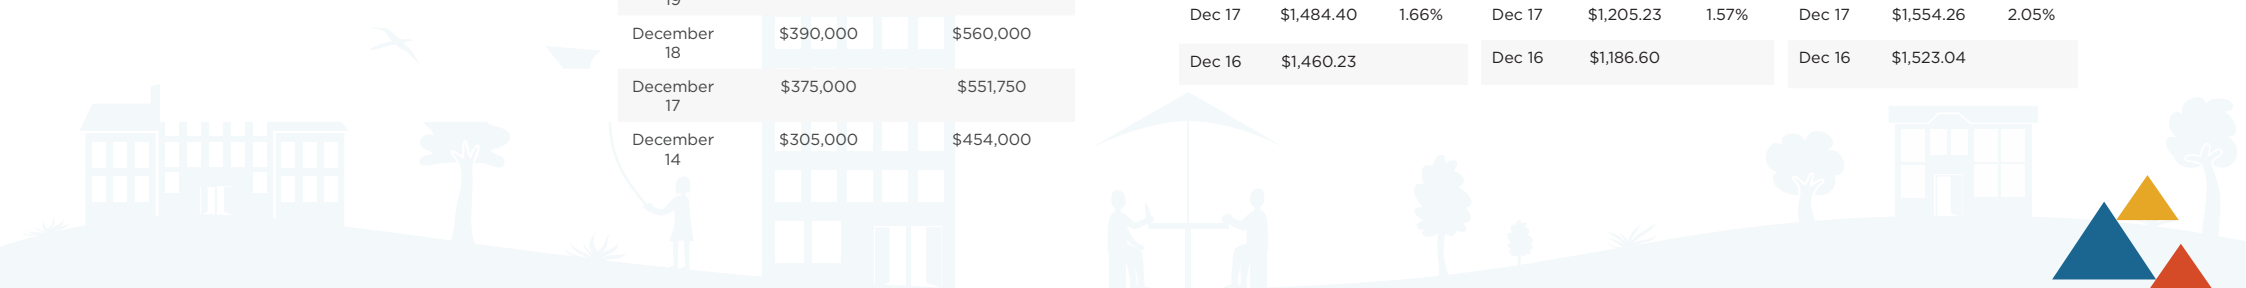 19
December $390,000 $560,000
18
December $375,000 $551,750
17
December $305,000 $454,000
14
Dec 17 $1,484.40 1.66%
Dec 16 $1,460.23
Dec 17 $1,205.23 1.57%
Dec 16 $1,186.60
Dec 17 $1,554.26 2.05%
Dec 16 $1,523.04